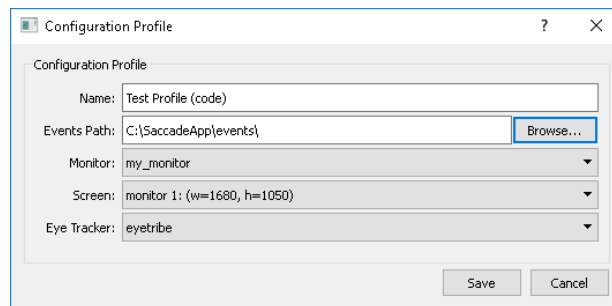 Configuration Profile ?
Configuration Profile
Name: Test Profile (code)
Events Path: C:\SaccadeApp\events\ Browse...
Monitor: my_monitor
Screen: monitor 1: (w=1680, h=1050)
Eye Tracker: eyetribe
Save Cancel